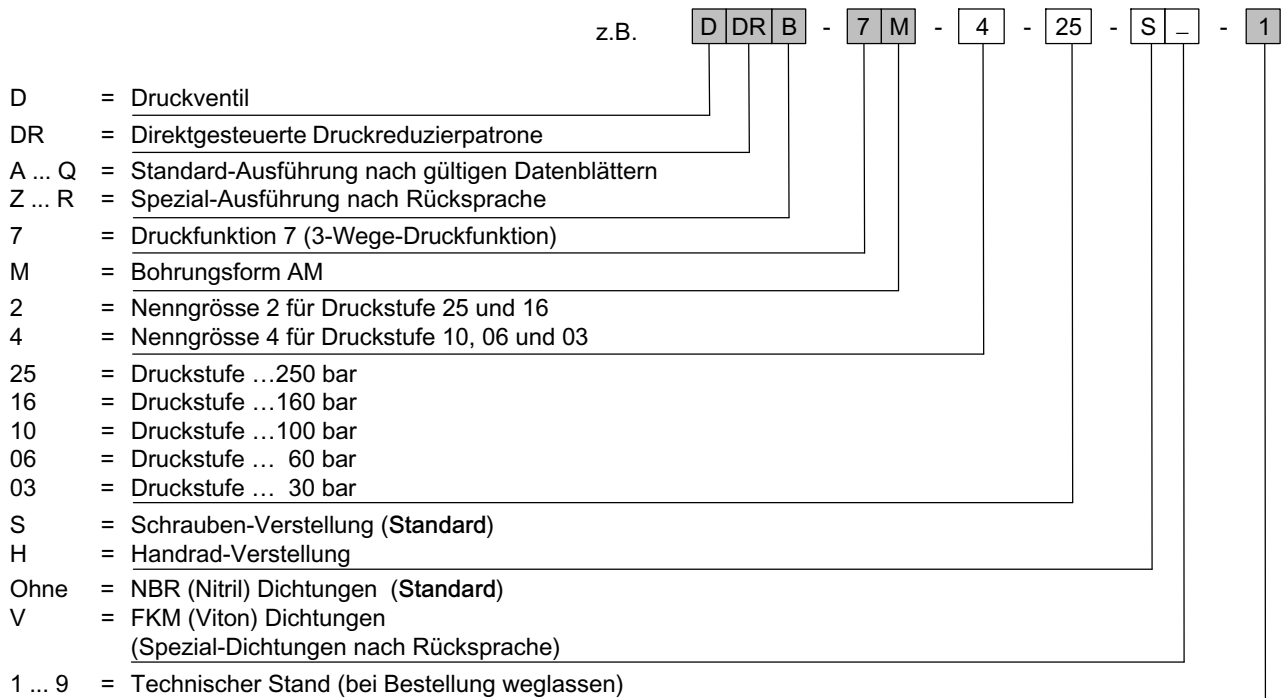 z.B. D DR B - 7 M - 4 - 25 - S _ - 1
D = Druckventil
DR = Direktgesteuerte Druckreduzierpatrone
A ... Q = Standard-Ausführung nach gültigen Datenblättern
Z ... R = Spezial-Ausführung nach Rücksprache
7 = Druckfunktion 7 (3-Wege-Druckfunktion)
M = Bohrungsform AM
2 = Nenngrösse 2 für Druckstufe 25 und 16
4 = Nenngrösse 4 für Druckstufe 10, 06 und 03
25 = Druckstufe …250 bar
16 = Druckstufe …160 bar
10 = Druckstufe …100 bar
06 = Druckstufe … 60 bar
03 = Druckstufe … 30 bar
S = Schrauben-Verstellung (Standard)
H = Handrad-Verstellung
Ohne = NBR (Nitril) Dichtungen (Standard)
V = FKM (Viton) Dichtungen
(Spezial-Dichtungen nach Rücksprache)
1 ... 9 = Technischer Stand (bei Bestellung weglassen)